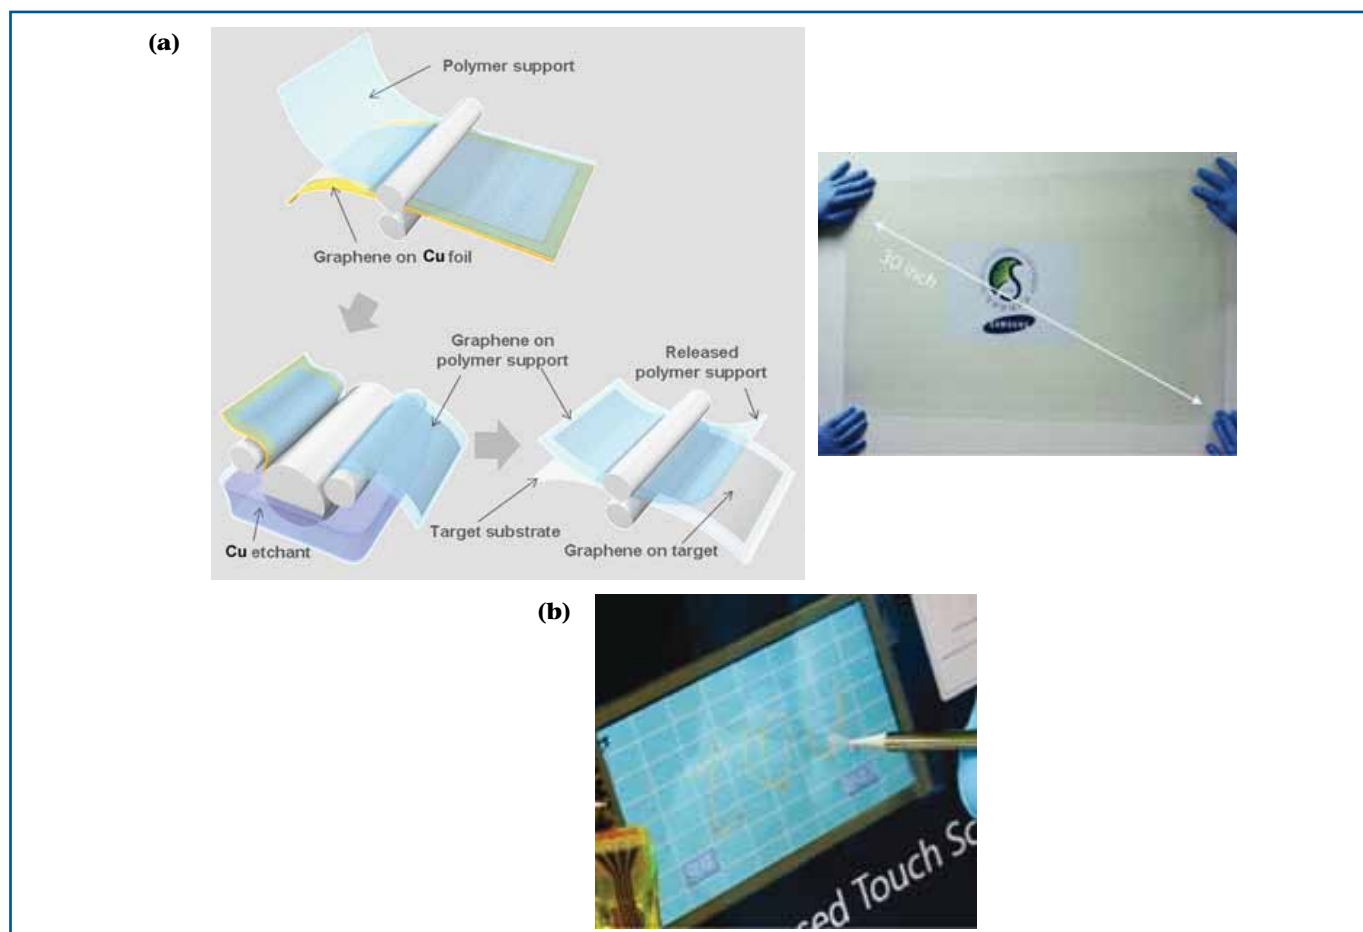 (a)
Polymer support
Graphene on Cu foil
Graphene on
polymer support
Released
polymer support
Target substrate
Cu etchant
Graphene on target
30 inch
SAMSUNG
(b)
sed Touch Sc